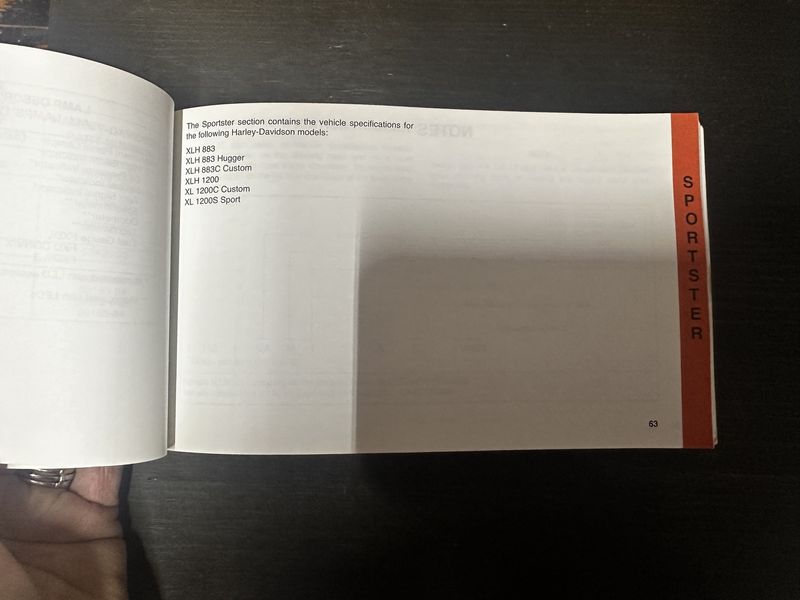 The Sportster section contains the vehicle specifications for
the following Harley-Davidson models:
XLH 883
XLH 883 Hugger
XLH 883C Custom
XLH 1200
XL 1200C Custom
XL 1200S Sport
SPORTSTER
63